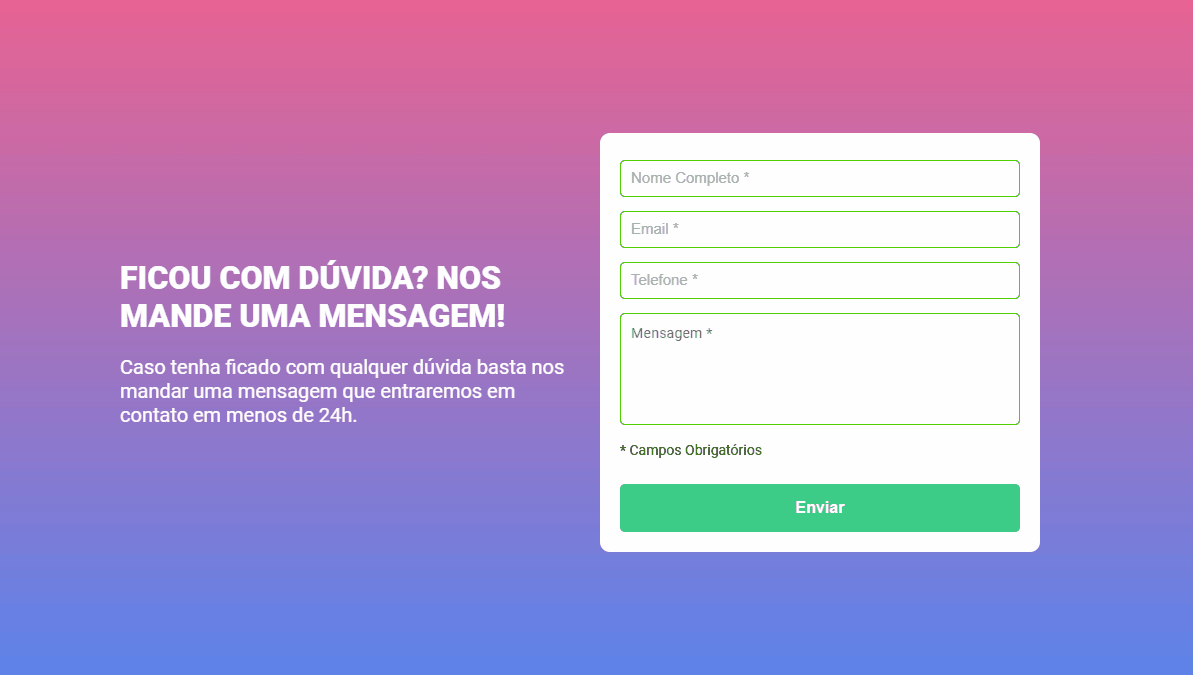 FICOU COM DÚVIDA? NOS
MANDE UMA MENSAGEM!
Caso tenha ficado com qualquer dúvida basta nos
mandar uma mensagem que entraremos em
contato em menos de 24h.
Nome Completo *
Email *
Telefone *
Mensagem *
* Campos Obrigatórios
Enviar